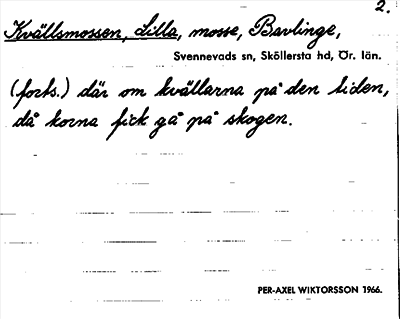 2.
Kvällsmossen, Lilla, mosse, Bavlinge,
Svennevads sn, Sköllersta hd, Ör. län.
(forts.) där om kvällarna på den tiden,
då korna fick gå på skogen.
PER-AXEL WIKTORSSON 1966.